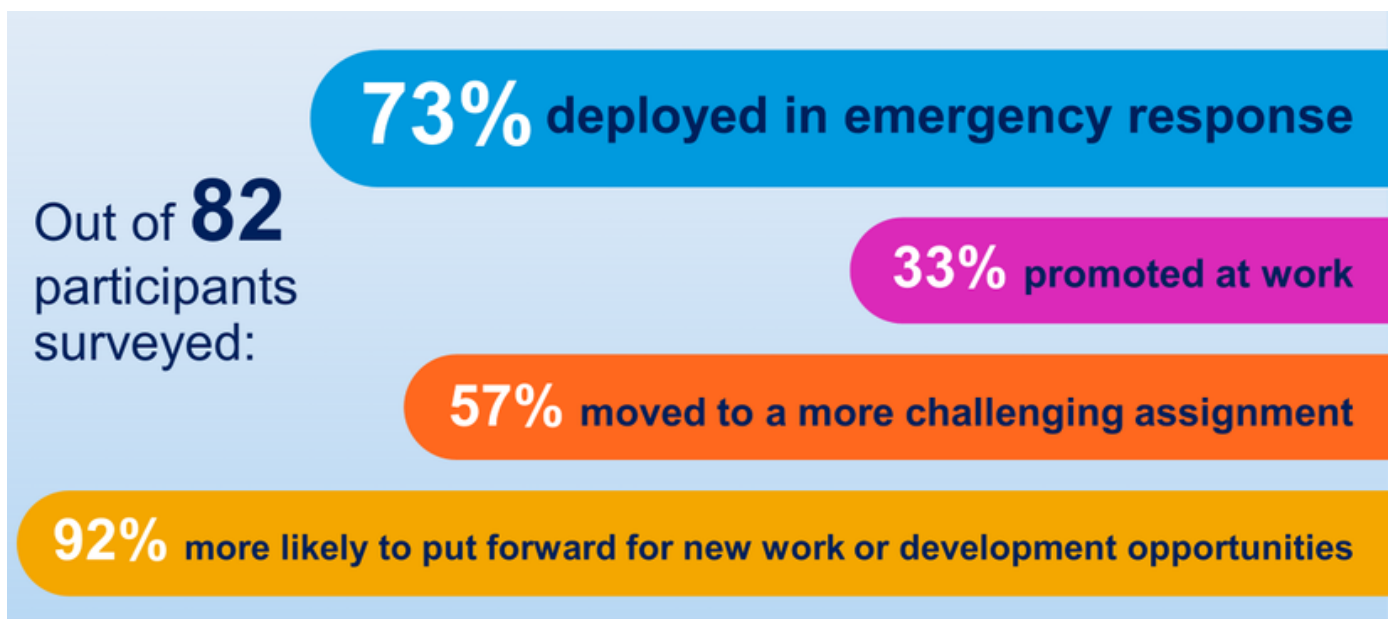 Out of 82
participants
surveyed:
73% deployed in emergency response
33% promoted at work
57% moved to a more challenging assignment
92% more likely to put forward for new work or development opportunities